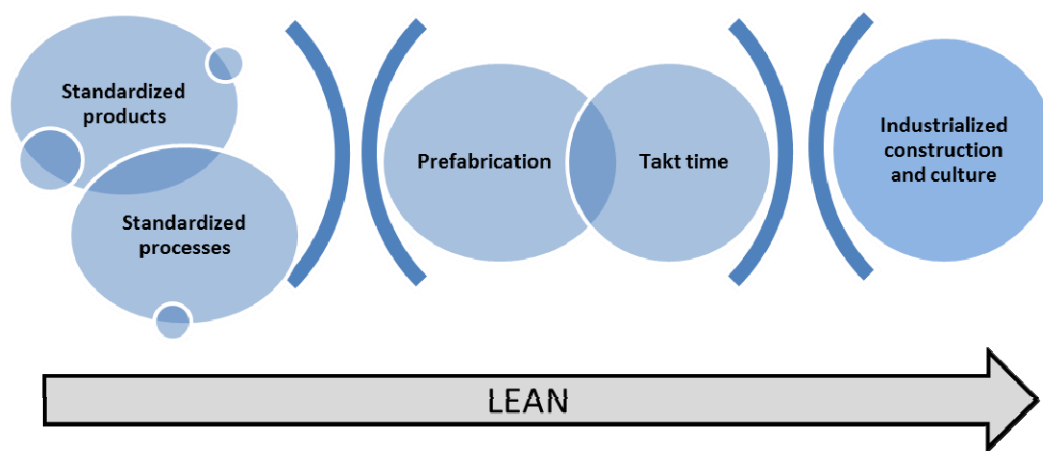 Standardized
products
Standardized
processes
Prefabrication
Takt time
Industrialized
construction
and culture
LEAN